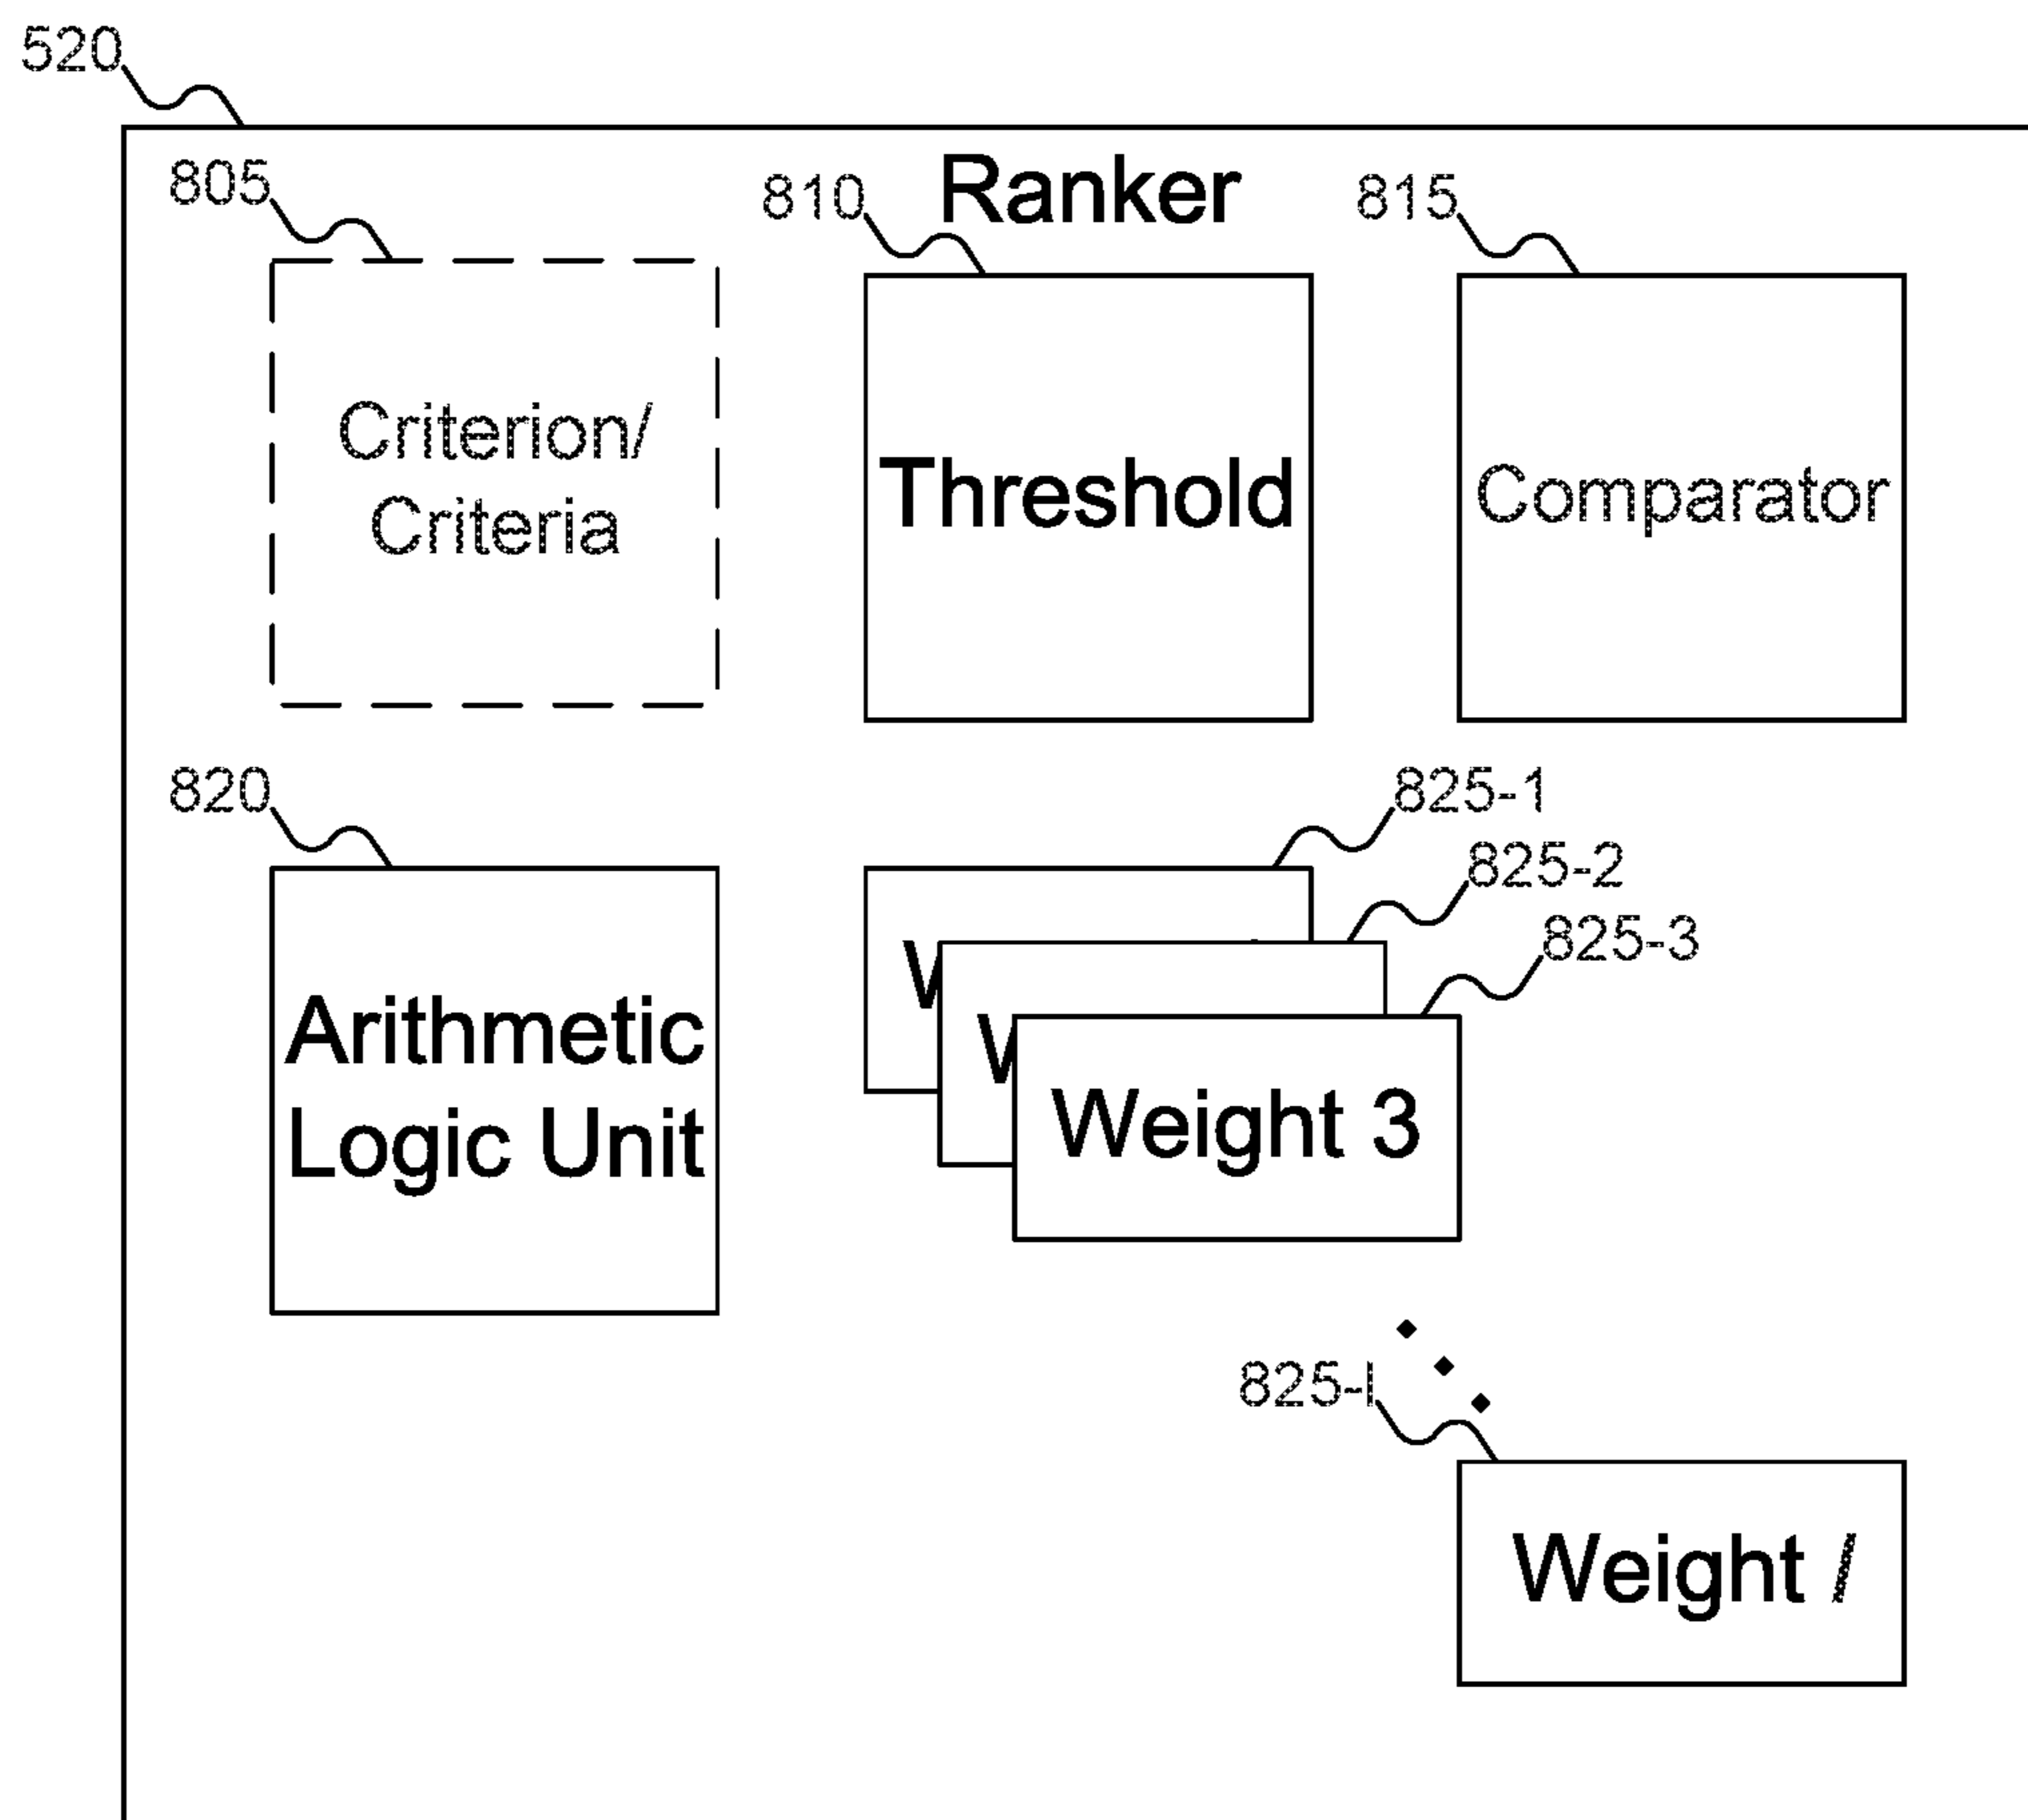 520
805
810
Ranker
815
Criterion/
Criteria
Threshold
Comparator
820
825-1
825-2
825-3
Arithmetic
Logic Unit
Weight 3
825-I
Weight I